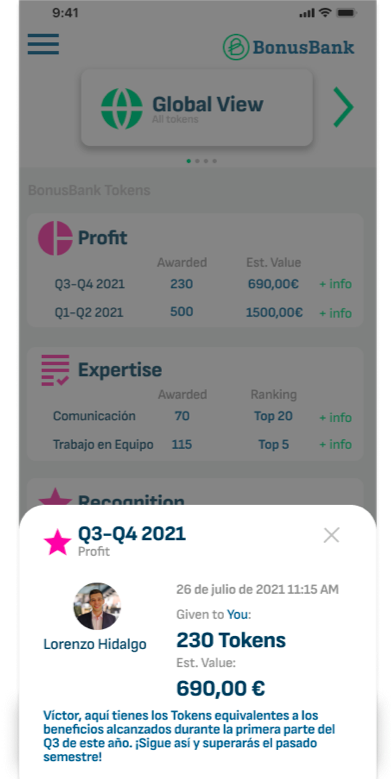 9:41
BonusBank
Global View
All tokens
BonusBank Tokens
Profit
Awarded Est. Value
Q3-Q4 2021 230 690,00€ + info
Q1-Q2 2021 500 1500,00€ + info
Expertise
Awarded Ranking
Comunicación 70 Top 20 + info
Trabajo en Equipo 115 Top 5 + info
Recognition
Q3-Q4 2021
Profit
26 de julio de 2021 11:15 AM
Given to You:
Lorenzo Hidalgo
230 Tokens
Est. Value:
690,00 €
Víctor, aquí tienes los Tokens equivalentes a los
beneficios alcanzados durante la primera parte del
Q3 de este año. ¡Sigue así y superarás el pasado
semestre!